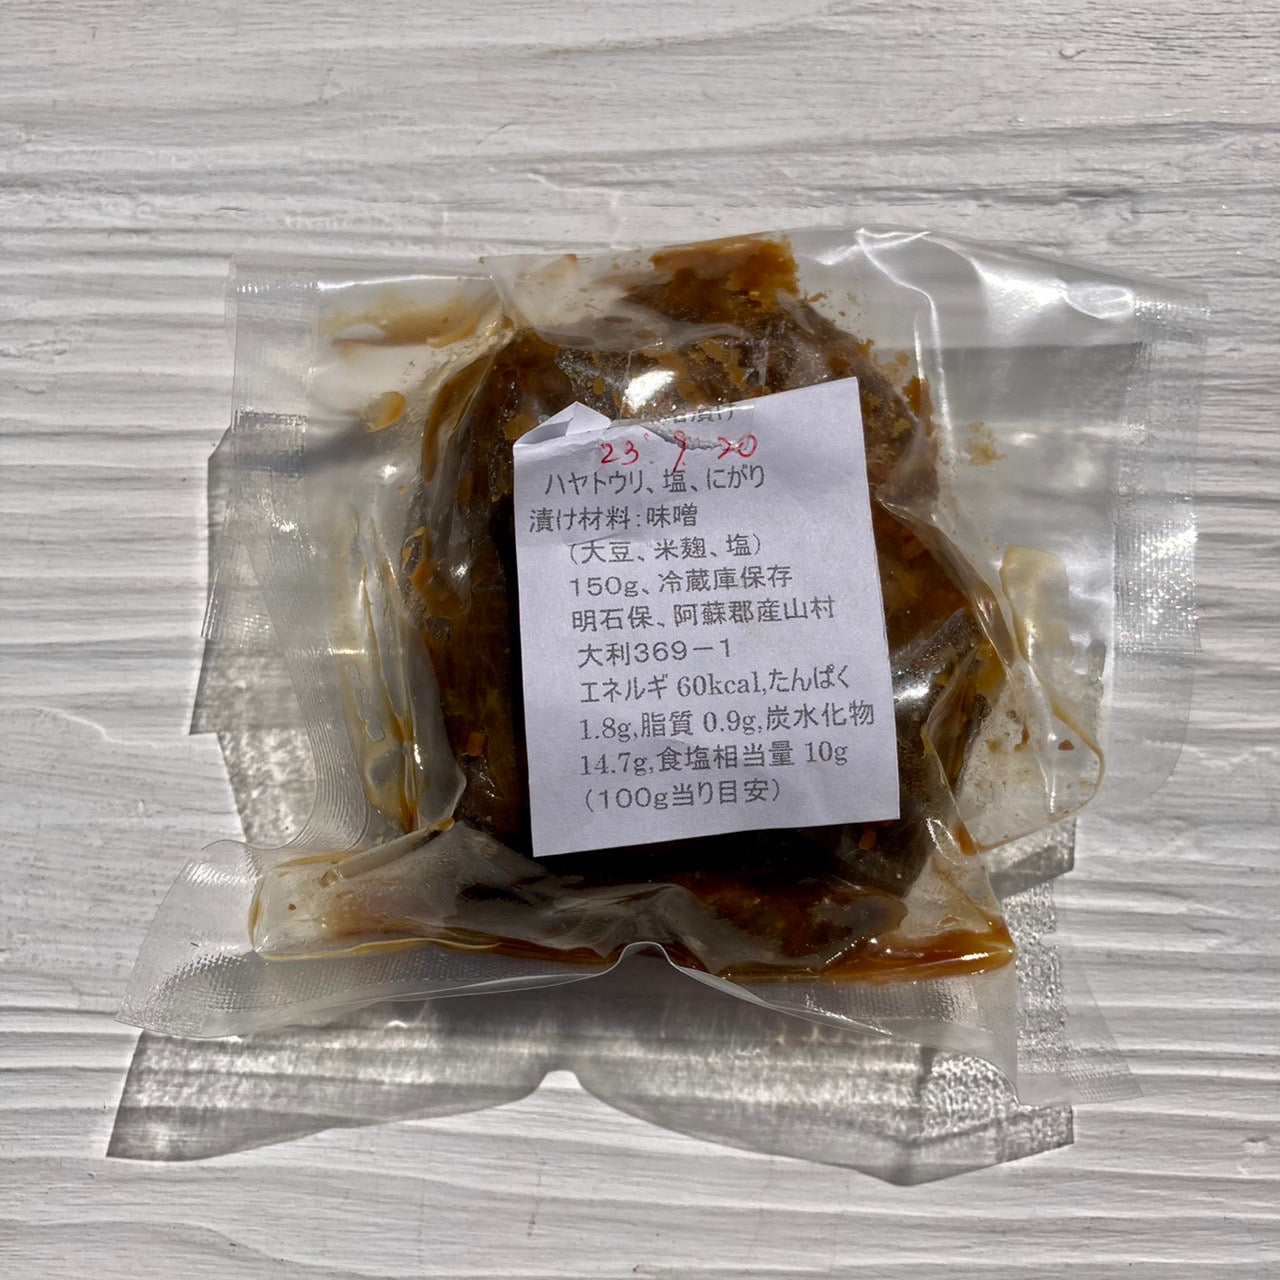 漬け
23.9.20
ハヤトウリ、塩、にがり
漬け材料：味噌
（大豆、米麹、塩）
150g、冷蔵庫保存
明石保、阿蘇郡産山村
大利369－1
エネルギ 60kcal,たんぱく
1.8g,脂質 0.9g,炭水化物
14.7g,食塩相当量 10g
（100g当り目安）